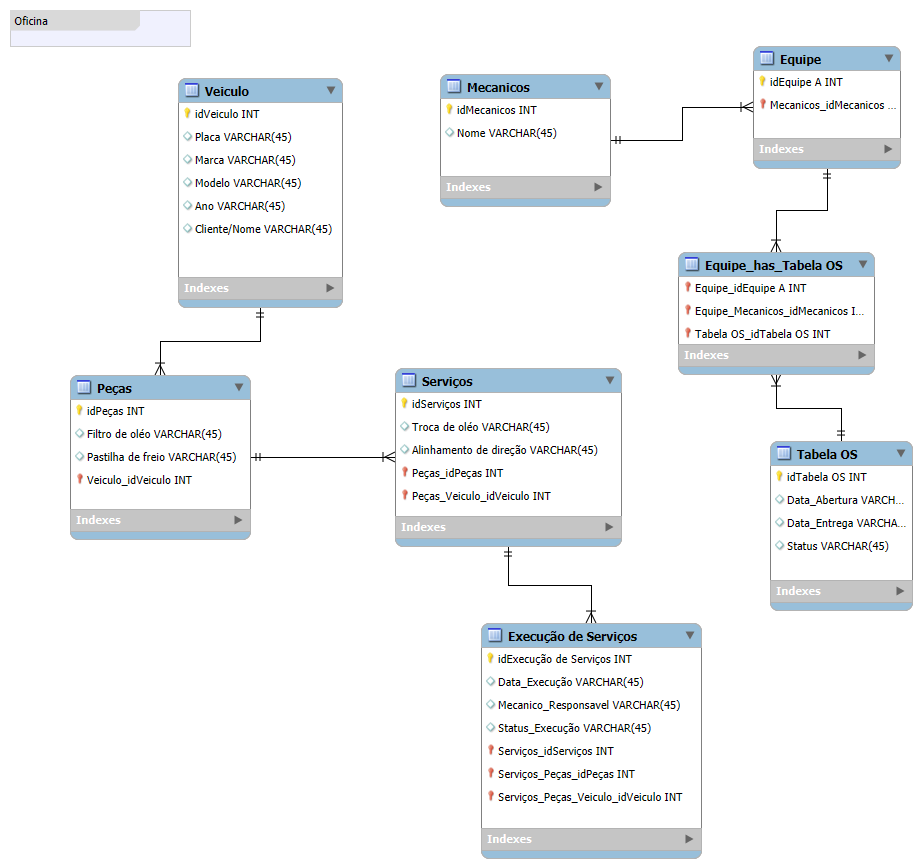 Oficina
Veiculo
idVeiculo INT
Placa VARCHAR(45)
Marca VARCHAR(45)
Modelo VARCHAR(45)
Ano VARCHAR(45)
Cliente/Nome VARCHAR(45)
Indexes
Mecanicos
idMecanicos INT
Nome VARCHAR(45)
Indexes
Equipe
idEquipe A INT
Mecanicos_idMecanicos ...
Indexes
Equipe_has_Tabela OS
Equipe_idEquipe A INT
Equipe_Mecanicos_idMecanicos I...
Tabela OS_idTabela OS INT
Indexes
Peças
idPeças INT
Filtro de oléo VARCHAR(45)
Pastilha de freio VARCHAR(45)
Veiculo_idVeiculo INT
Indexes
Serviços
idServiços INT
Troca de oléo VARCHAR(45)
Alinhamento de direção VARCHAR(45)
Peças_idPeças INT
Peças_Veiculo_idVeiculo INT
Indexes
Tabela OS
idTabela OS INT
Data_Abertura VARCH...
Data_Entrega VARCHA...
Status VARCHAR(45)
Indexes
Execução de Serviços
idExecução de Serviços INT
Data_Execução VARCHAR(45)
Mecanico_Responsavel VARCHAR(45)
Status_Execução VARCHAR(45)
Serviços_idServiços INT
Serviços_Peças_idPeças INT
Serviços_Peças_Veiculo_idVeiculo INT
Indexes